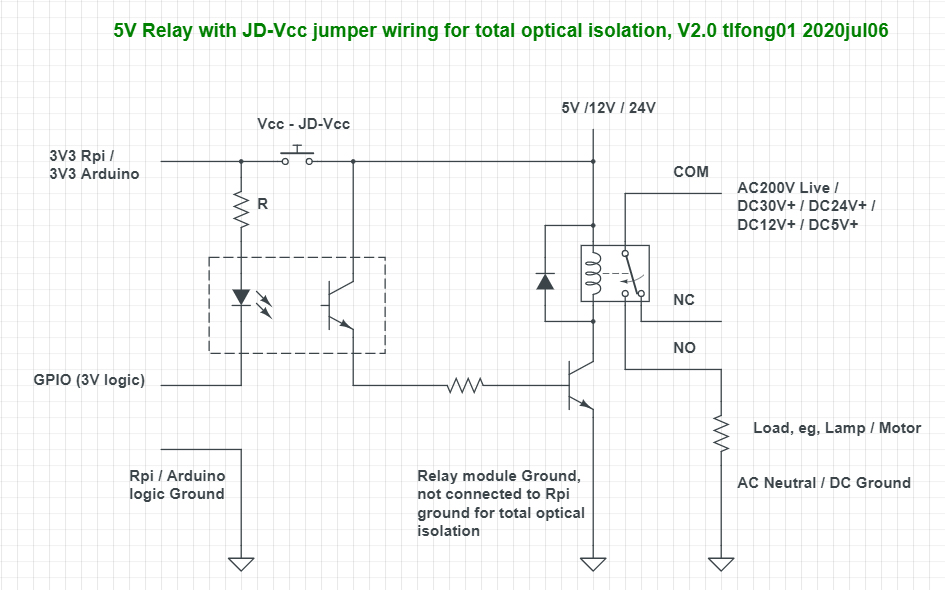 5V Relay with JD-Vcc jumper wiring for total optical isolation, V2.0 tlfong01 2020jul06
5V /12V / 24V
Vcc - JD-Vcc
3V3 Rpi /
3V3 Arduino
COM
AC200V Live /
DC30V+ / DC24V+ /
DC12V+ / DC5V+
R
NC
NO
GPIO (3V logic)
Load, eg, Lamp / Motor
Rpi / Arduino
logic Ground
Relay module Ground,
not connected to Rpi
ground for total optical
isolation
AC Neutral / DC Ground